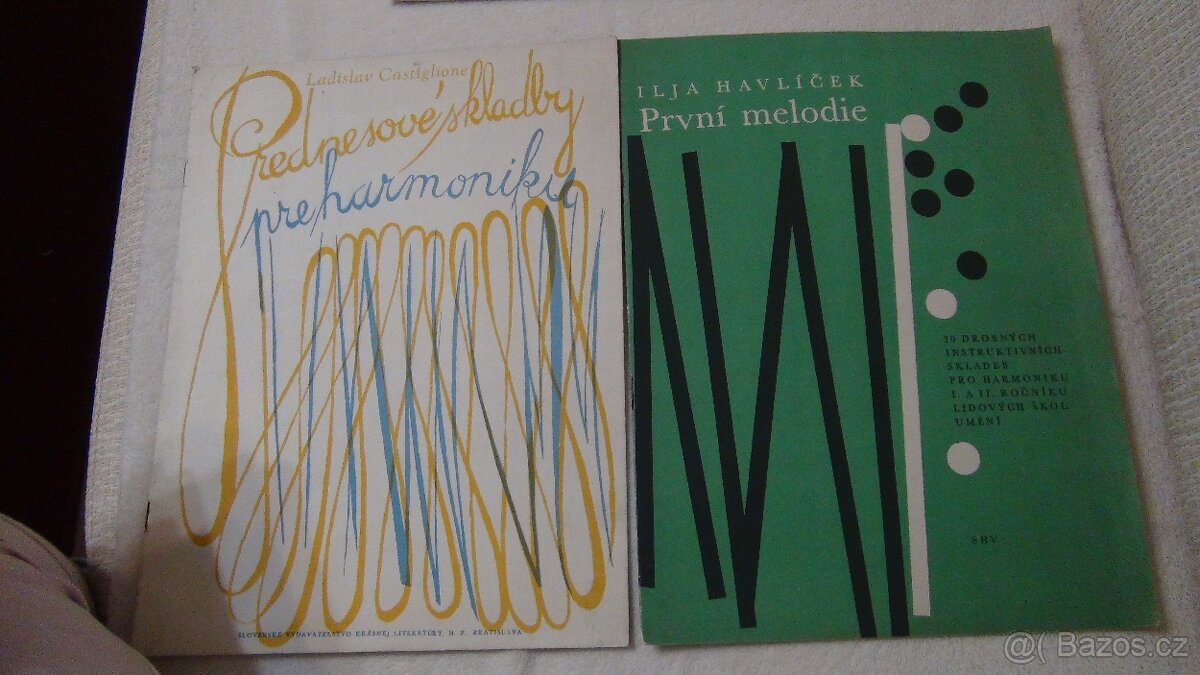 Ladislav Castiglione
Prednesové skladby
pre harmoniku
SLOVENSKÉ VYDAVATEĽSTVO KRÁSNEJ LITERATÚRY, N. P. BRATISLAVA
ILJA HAVLÍČEK
První melodie
20 DROBNÝCH
INSTRUKTIVNÍCH
SKLADEB
PRO HARMONIKU
I. A II. ROČNÍKU
LIDOVÝCH ŠKOL
UMĚNÍ
SHV
@( Bazos.cz